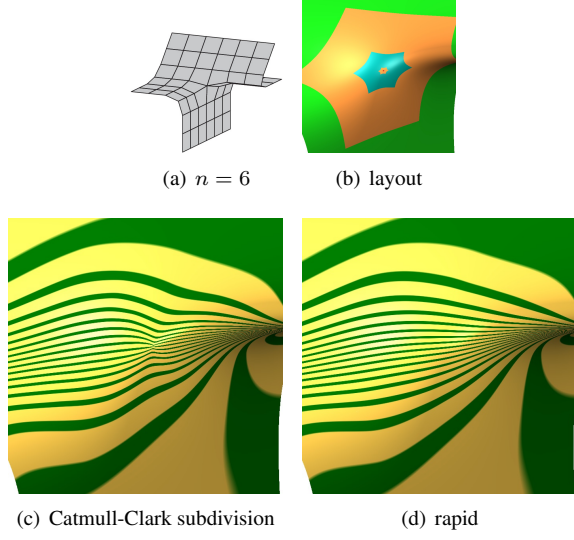 (a) n = 6
(b) layout
(c) Catmull-Clark subdivision
(d) rapid